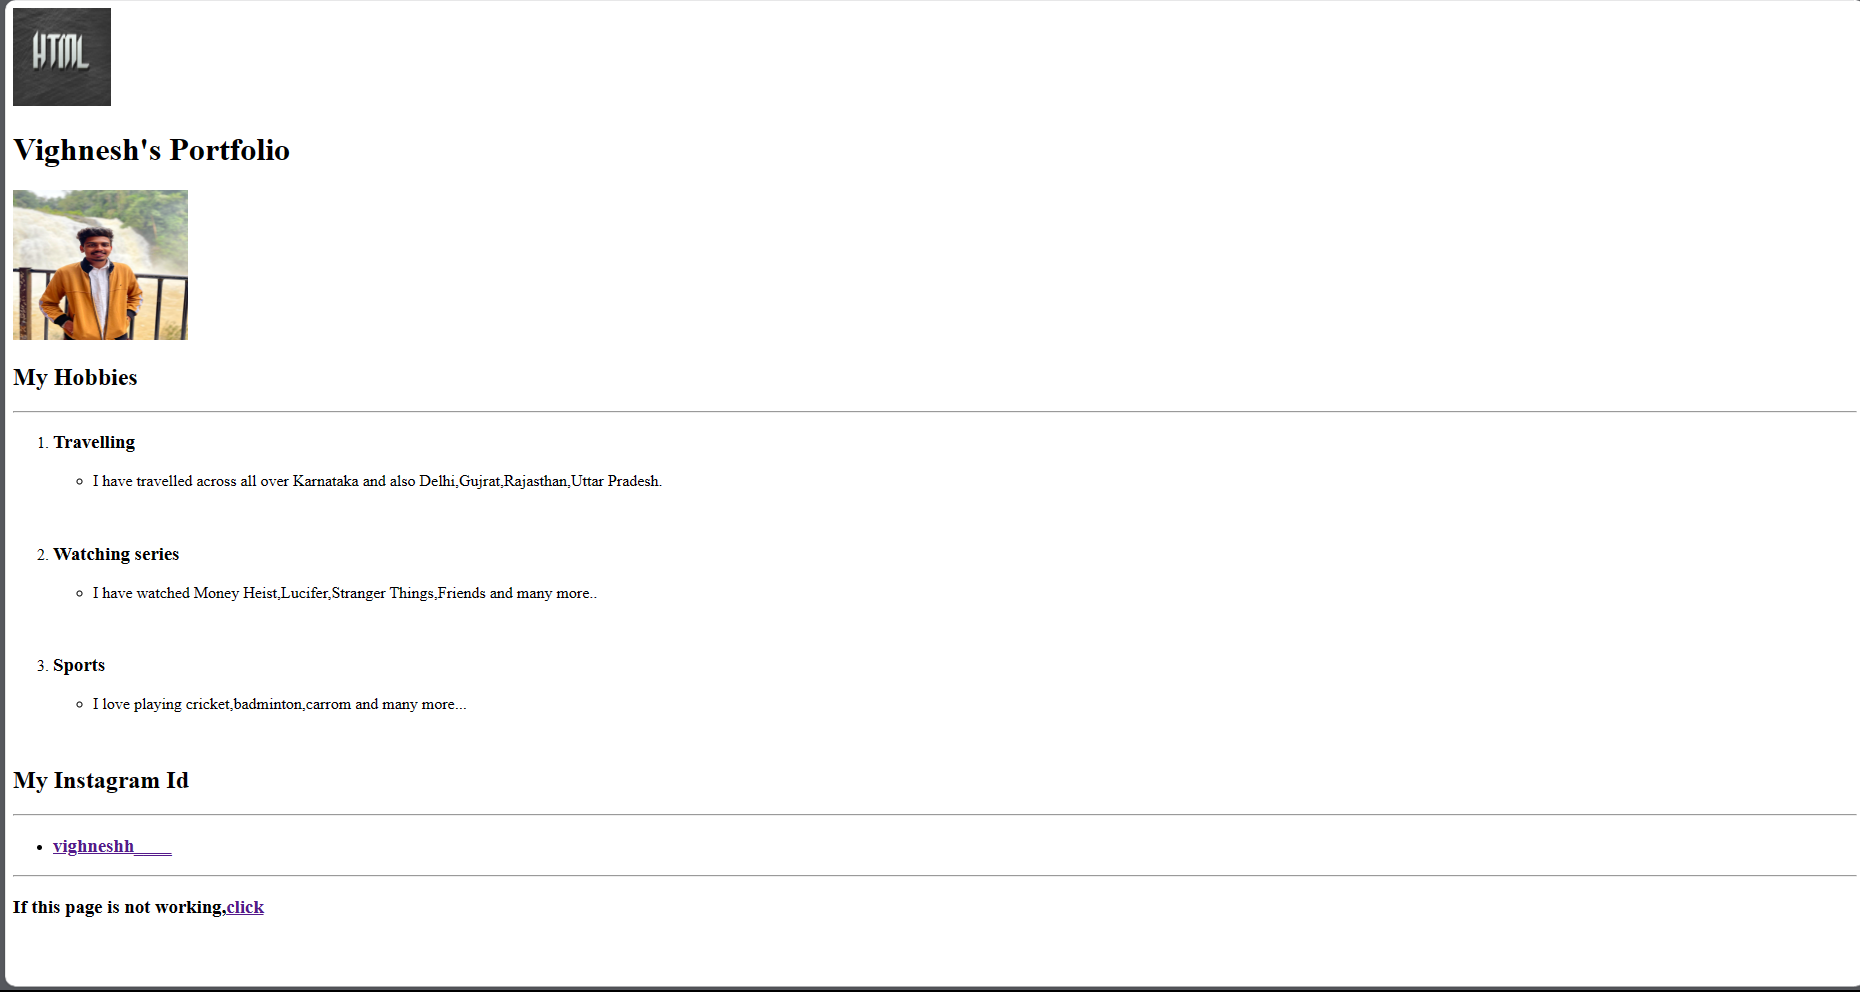 HTML
Vighnesh's Portfolio
My Hobbies
1. Travelling
I have travelled across all over Karnataka and also Delhi,Gujrat,Rajasthan,Uttar Pradesh.
2. Watching series
I have watched Money Heist,Lucifer,Stranger Things,Friends and many more..
3. Sports
I love playing cricket,badminton,carrom and many more...
My Instagram Id
vighneshh____
If this page is not working,click